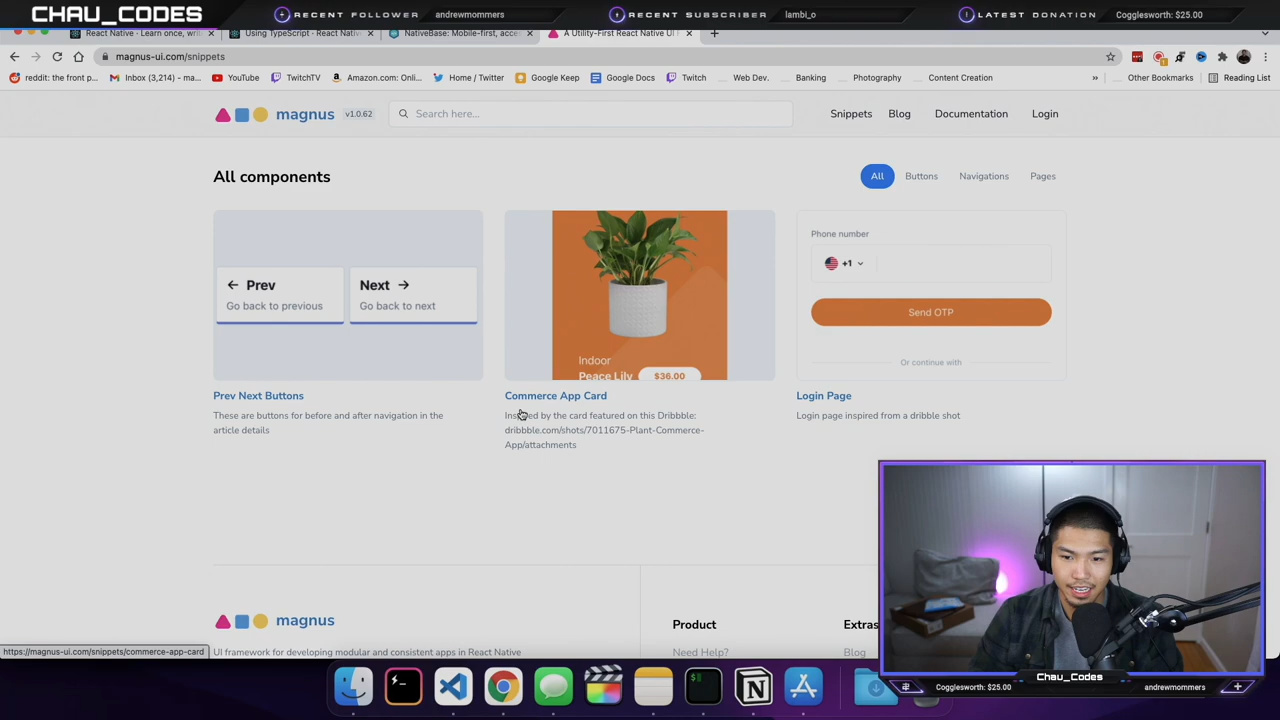 CHAU_CODES
RECENT FOLLOWER andrewmommers
RECENT SUBSCRIBER lambi_o
LATEST DONATION Cogglesworth $25.00
React Native - Learn once, writ
Using TypeScript · React Nativ
NativeBase: Mobile-first, acce
A Utility-First React Native UI F
magnus-ui.com/snippets
reddit: the front p...
Inbox (3,214) - ma...
YouTube
TwitchTV
Amazon.com: Onli...
Home / Twitter
Google Keep
Google Docs
Twitch
Web Dev.
Banking
Photography
Content Creation
»
Other Bookmarks
Reading List
magnus v1.0.62
Search here...
Snippets
Blog
Documentation
Login
All components
All
Buttons
Navigations
Pages
← Prev
Go back to previous
Next →
Go back to next
Indoor
Peace Lily
$36.00
Phone number
+1
Send OTP
Or continue with
Prev Next Buttons
These are buttons for before and after navigation in the
article details
Commerce App Card
Inspired by the card featured on this Dribbble:
dribbble.com/shots/7011675-Plant-Commerce-
App/attachments
Login Page
Login page inspired from a dribble shot
magnus
UI framework for developing modular and consistent apps in React Native
Product
Need Help?
Extras
Blog
https://magnus-ui.com/snippets/commerce-app-card
Chau_Codes
Cogglesworth $25.00
andrewmommers